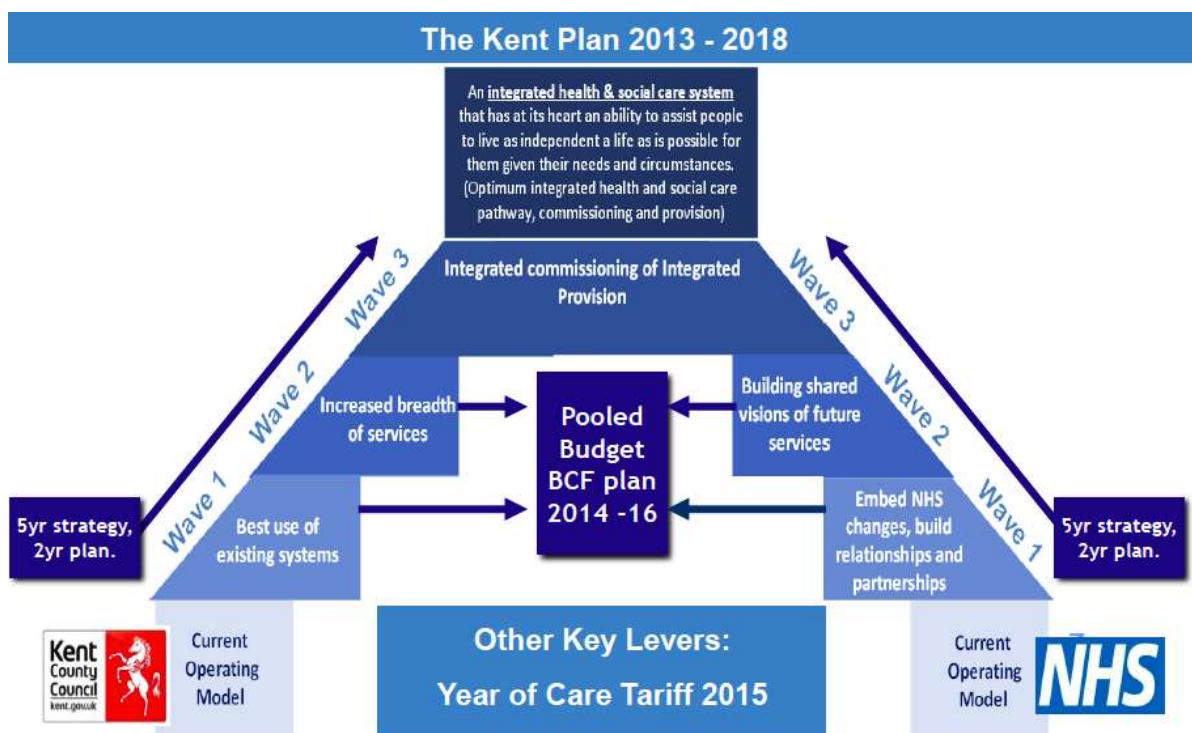 The Kent Plan 2013 - 2018
An integrated health & social care system
that has at its heart an ability to assist people
to live as independent a life as is possible for
them given their needs and circumstances.
(Optimum integrated health and social care
pathway, commissioning and provision)
Integrated commissioning of Integrated
Provision
Wave 3
Wave 3
Wave 2
Wave 2
Wave 1
Wave 1
Increased breadth
of services
Pooled
Budget
BCF plan
2014 -16
Building shared
visions of future
services
5yr strategy,
2yr plan.
Best use of
existing systems
Embed NHS
changes, build
relationships and
partnerships
5yr strategy,
2yr plan.
Kent
County
Council
kent.gov.uk
Current
Operating
Model
Other Key Levers:
Year of Care Tariff 2015
Current
Operating
Model
NHS